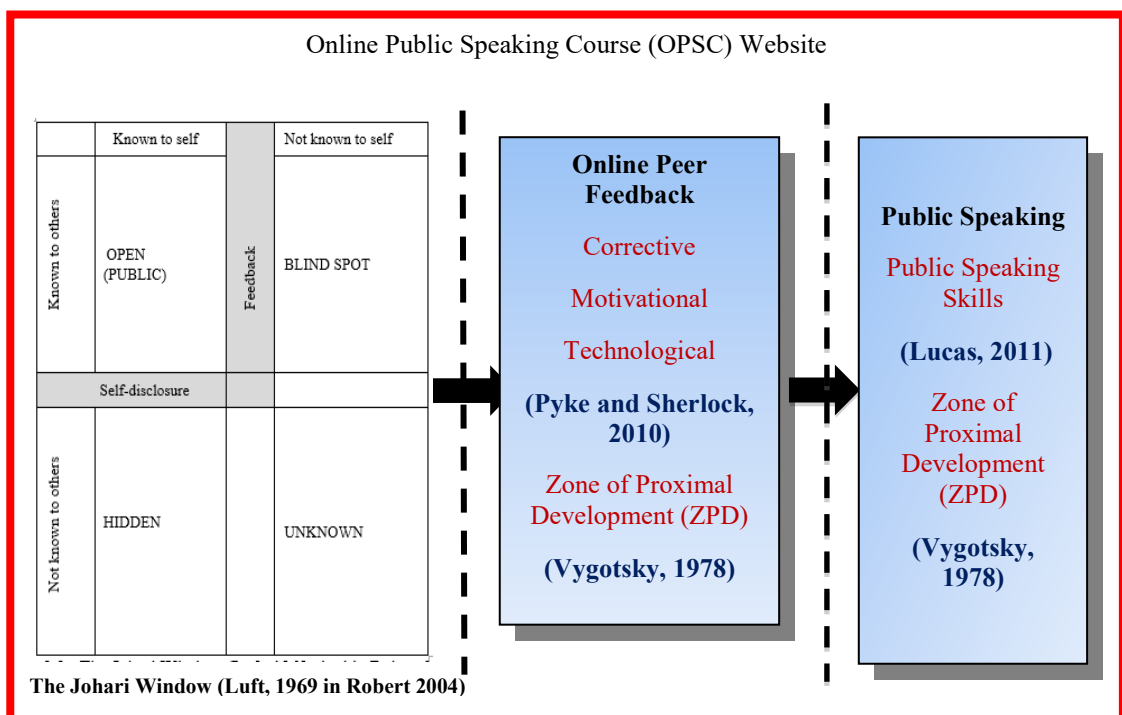 Online Public Speaking Course (OPSC) Website
Known to self
Not known to self
Known to others
OPEN
(PUBLIC)
Feedback
BLIND SPOT
Self-disclosure
Not known to others
HIDDEN
UNKNOWN
The Johari Window (Luft, 1969 in Robert 2004)
Online Peer
Feedback
Corrective
Motivational
Technological
(Pyke and Sherlock,
2010)
Zone of Proximal
Development (ZPD)
(Vygotsky, 1978)
Public Speaking
Public Speaking
Skills
(Lucas, 2011)
Zone of
Proximal
Development
(ZPD)
(Vygotsky,
1978)